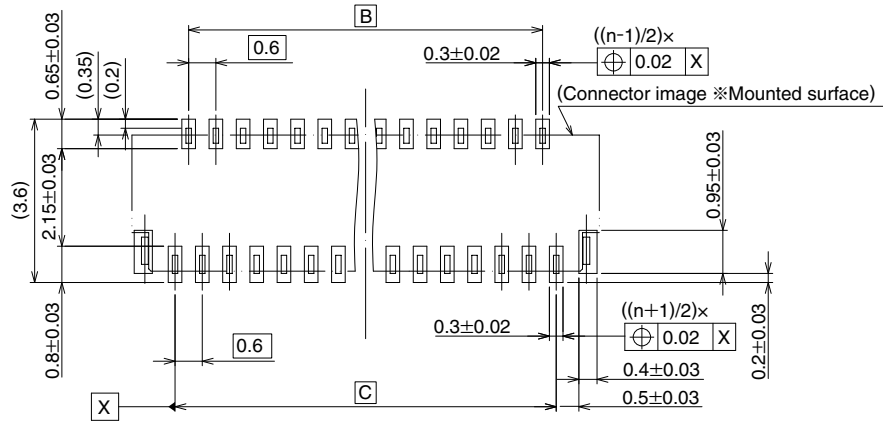 B
0.6
0.3±0.02
((n-1)/2)×
0.02 X
(Connector image ※Mounted surface)
0.65±0.03
(0.35)
(0.2)
(3.6)
2.15±0.03
0.8±0.03
0.95±0.03
0.2±0.03
0.6
0.3±0.02
((n+1)/2)×
0.02 X
0.4±0.03
0.5±0.03
X
C